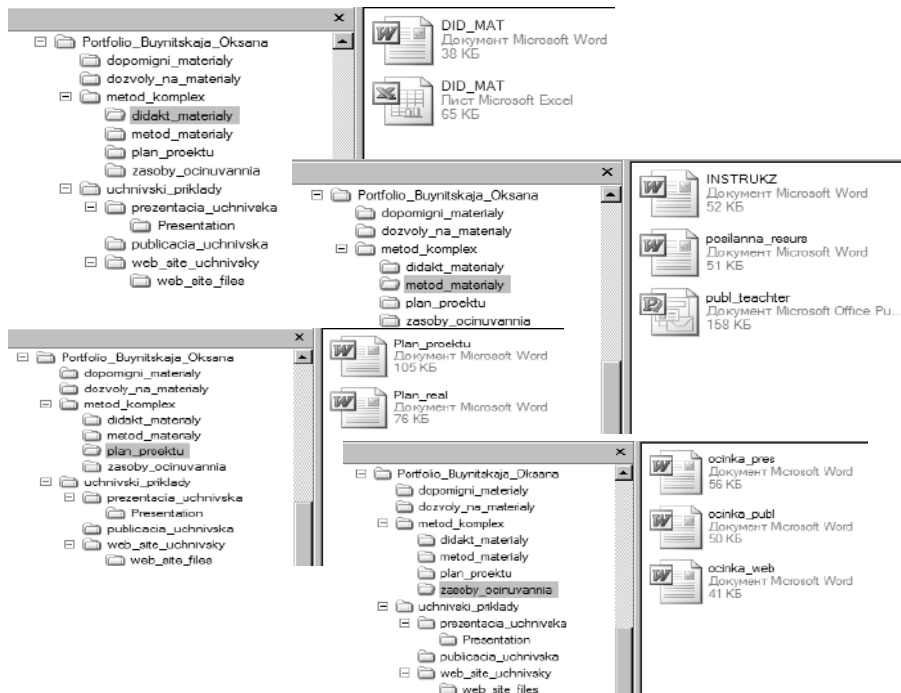 Portfolio_Buynitskaja_Oksana
dopomigni_materialy
dozvoly_na_materialy
metod_komplex
didakt_materialy
metod_materialy
plan_proektu
zasoby_ocinuvannia
uchnivski_priklady
prezentacia_uchnivska
Presentation
publicacia_uchnivska
web_site_uchnivsky
web_site_files
DID_MAT
Документ Microsoft Word
38 КБ
DID_MAT
Лист Microsoft Excel
65 КБ
Portfolio_Buynitskaja_Oksana
dopomigni_materialy
dozvoly_na_materialy
metod_komplex
didakt_materialy
metod_materialy
plan_proektu
zasoby_ocinuvannia
INSTRUKZ
Документ Microsoft Word
52 КБ
posilanna_resurs
Документ Microsoft Word
51 КБ
publ_teachter
Документ Microsoft Office Pu...
158 КБ
Portfolio_Buynitskaja_Oksana
dopomigni_materialy
dozvoly_na_materialy
metod_komplex
didakt_materialy
metod_materialy
plan_proektu
zasoby_ocinuvannia
uchnivski_priklady
prezentacia_uchnivska
Presentation
publicacia_uchnivska
web_site_uchnivsky
web_site_files
Plan_proektu
Документ Microsoft Word
105 КБ
Plan_real
Документ Microsoft Word
76 КБ
Portfolio_Buynitskaja_Oksana
dopomigni_materialy
dozvoly_na_materialy
metod_komplex
didakt_materialy
metod_materialy
plan_proektu
zasoby_ocinuvannia
uchnivski_priklady
prezentacia_uchnivska
Presentation
publicacia_uchnivska
web_site_uchnivsky
web_site_files
ocinka_pres
Документ Microsoft Word
56 КБ
ocinka_publ
Документ Microsoft Word
50 КБ
ocinka_web
Документ Microsoft Word
41 КБ